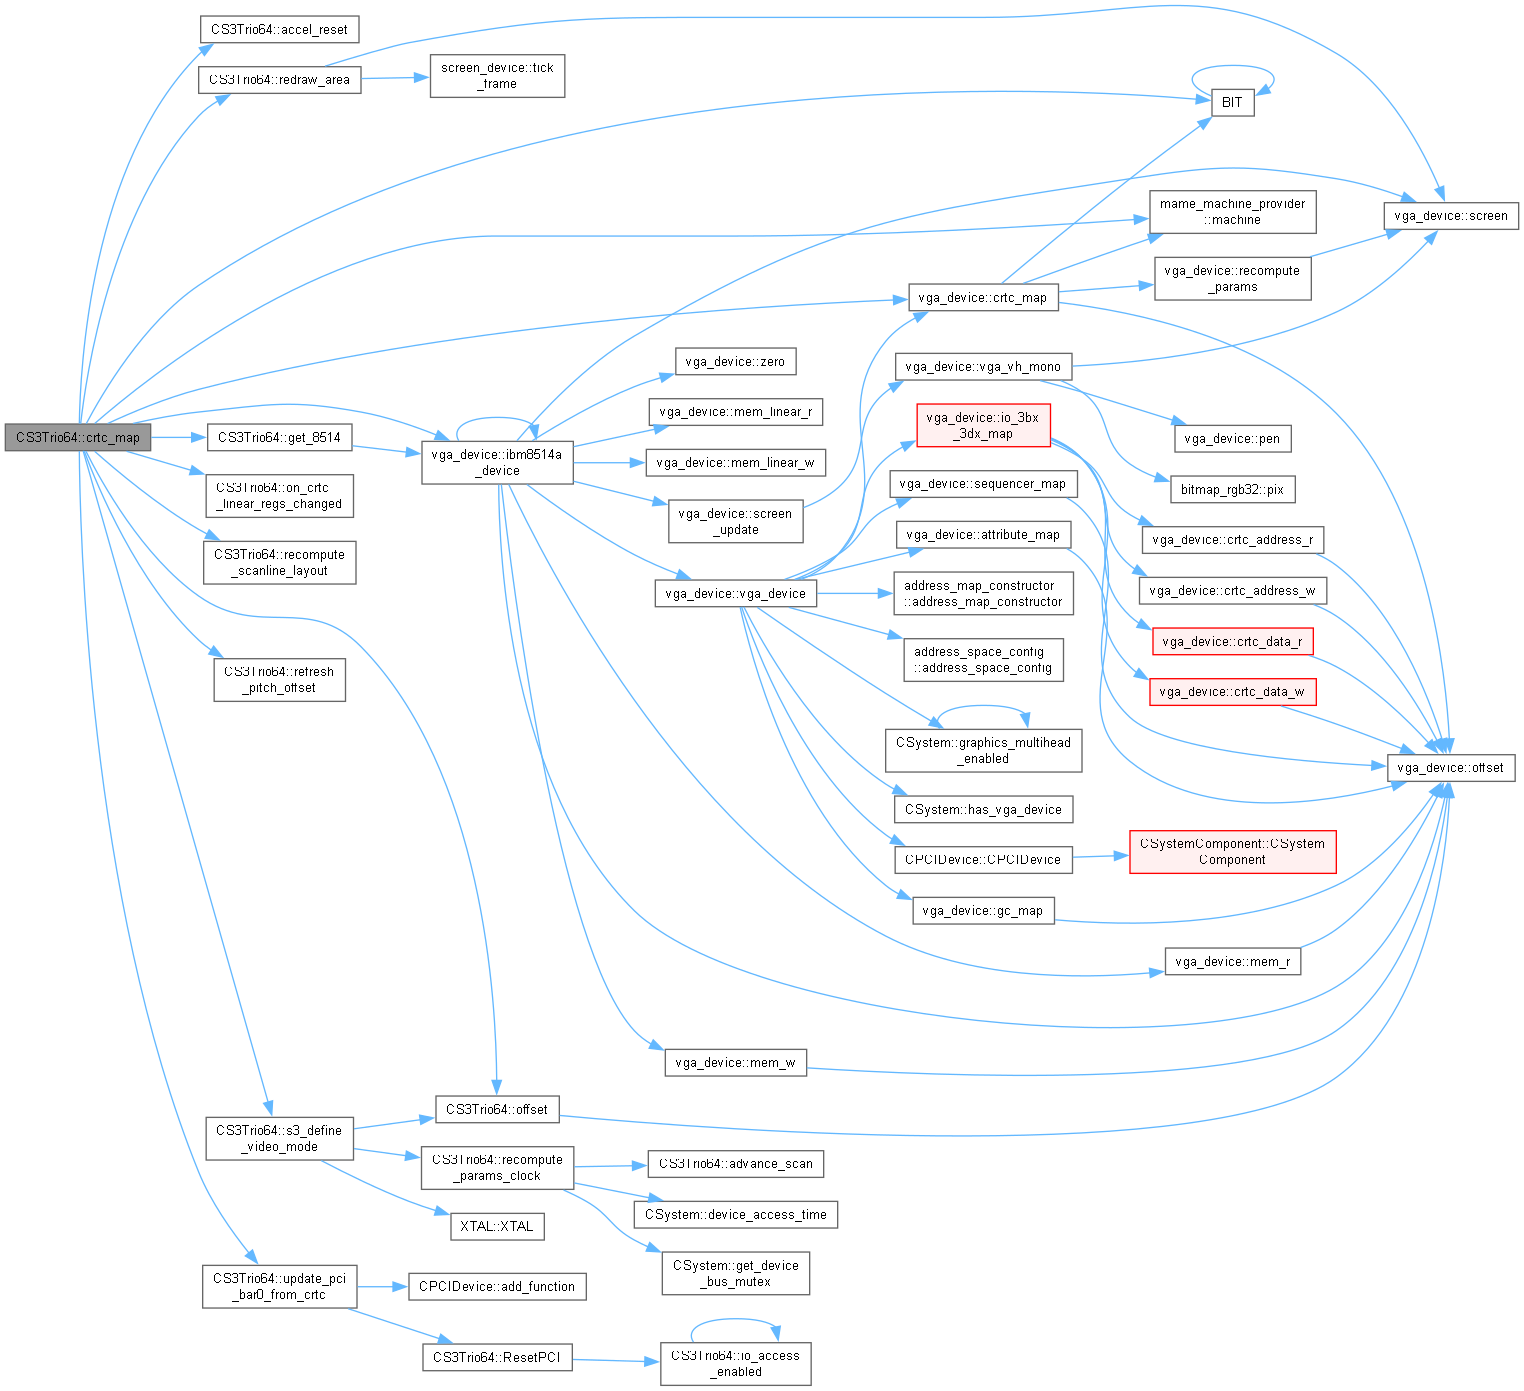 CS3Trio64::crtc_map
CS3Trio64::accel_reset
CS3Trio64::redraw_area
screen_device::tick
_frame
BIT
mame_machine_provider
::machine
vga_device::screen
vga_device::recompute
_params
vga_device::crtc_map
vga_device::zero
vga_device::vga_vh_mono
vga_device::mem_linear_r
vga_device::io_3bx
_3dx_map
vga_device::pen
CS3Trio64::get_8514
vga_device::ibm8514a
_device
vga_device::mem_linear_w
vga_device::sequencer_map
bitmap_rgb32::pix
CS3Trio64::on_crtc
_linear_regs_changed
vga_device::screen
_update
vga_device::attribute_map
vga_device::crtc_address_r
CS3Trio64::recompute
_scanline_layout
vga_device::vga_device
address_map_constructor
::address_map_constructor
vga_device::crtc_address_w
CS3Trio64::refresh
_pitch_offset
address_space_config
::address_space_config
vga_device::crtc_data_r
vga_device::crtc_data_w
CSystem::graphics_multihead
_enabled
vga_device::offset
CSystem::has_vga_device
CPCIDevice::CPCIDevice
CSystemComponent::CSystem
Component
vga_device::gc_map
vga_device::mem_r
vga_device::mem_w
CS3Trio64::offset
CS3Trio64::s3_define
_video_mode
CS3Trio64::recompute
_params_clock
CS3Trio64::advance_scan
XTAL::XTAL
CSystem::device_access_time
CSystem::get_device
_bus_mutex
CS3Trio64::update_pci
_bar0_from_crtc
CPCIDevice::add_function
CS3Trio64::ResetPCI
CS3Trio64::io_access
_enabled